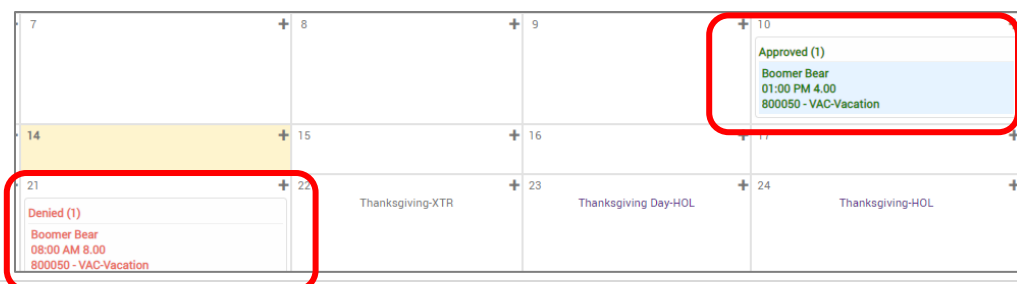 7 + 8 + 9 + 10
Approved (1)
Boomer Bear
01:00 PM 4.00
800050 - VAC-Vacation
14 + 15 + 16 + 17 +
21 + 22 + 23 + 24 +
Thanksgiving-XTR Thanksgiving Day-HOL Thanksgiving-HOL
Denied (1)
Boomer Bear
08:00 AM 8.00
800050 - VAC-Vacation